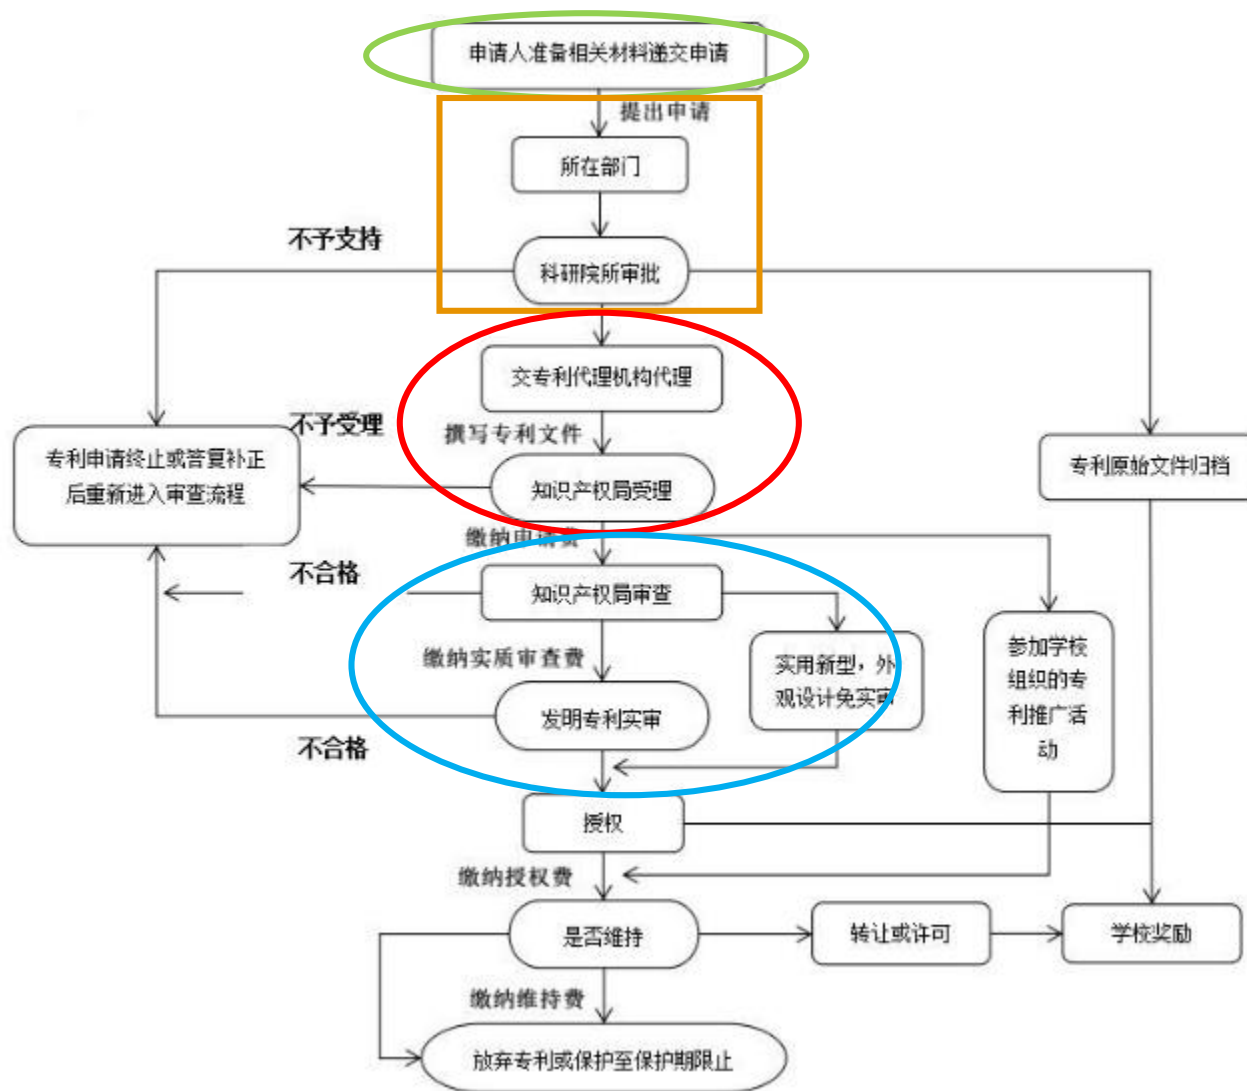 申请人准备相关材料递交申请
提出申请
所在部门
不予支持
科研院所审批
交专利代理机构代理
不予受理
撰写专利文件
专利申请终止或答复补正
后重新进入审查流程
知识产权局受理
专利原始文件归档
缴纳申请费
不合格
知识产权局审查
缴纳实质审查费
实用新型，外
观设计免实审
参加学校
组织的专
利推广活
动
发明专利实审
不合格
授权
缴纳授权费
是否维持
转让或许可
学校奖励
缴纳维持费
放弃专利或保护至保护期限止